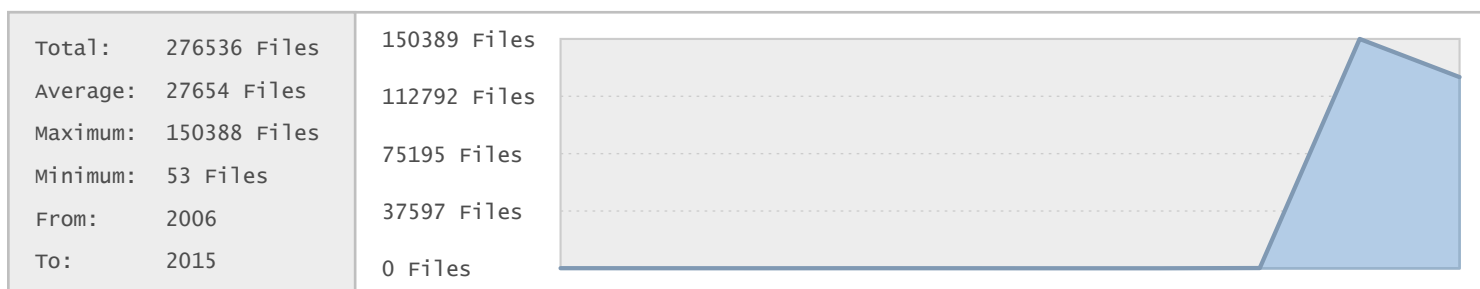 Total: 276536 Files
Average: 27654 Files
Maximum: 150388 Files
Minimum: 53 Files
From: 2006
To: 2015
150389 Files
112792 Files
75195 Files
37597 Files
0 Files